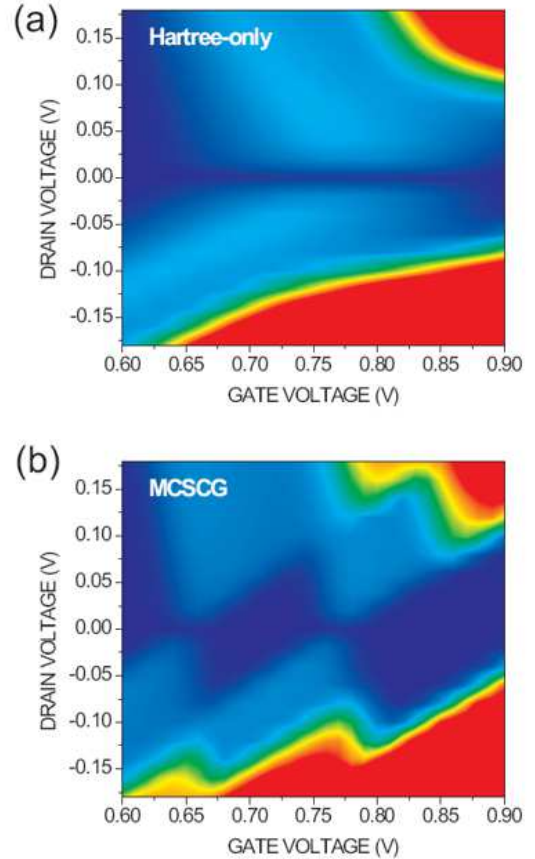 (a)
Hartree-only
0.15
0.10
0.05
0.00
-0.05
-0.10
-0.15
DRAIN VOLTAGE (V)
0.60 0.65 0.70 0.75 0.80 0.85 0.90
GATE VOLTAGE (V)
(b)
MCSCG
0.15
0.10
0.05
0.00
-0.05
-0.10
-0.15
DRAIN VOLTAGE (V)
0.60 0.65 0.70 0.75 0.80 0.85 0.90
GATE VOLTAGE (V)